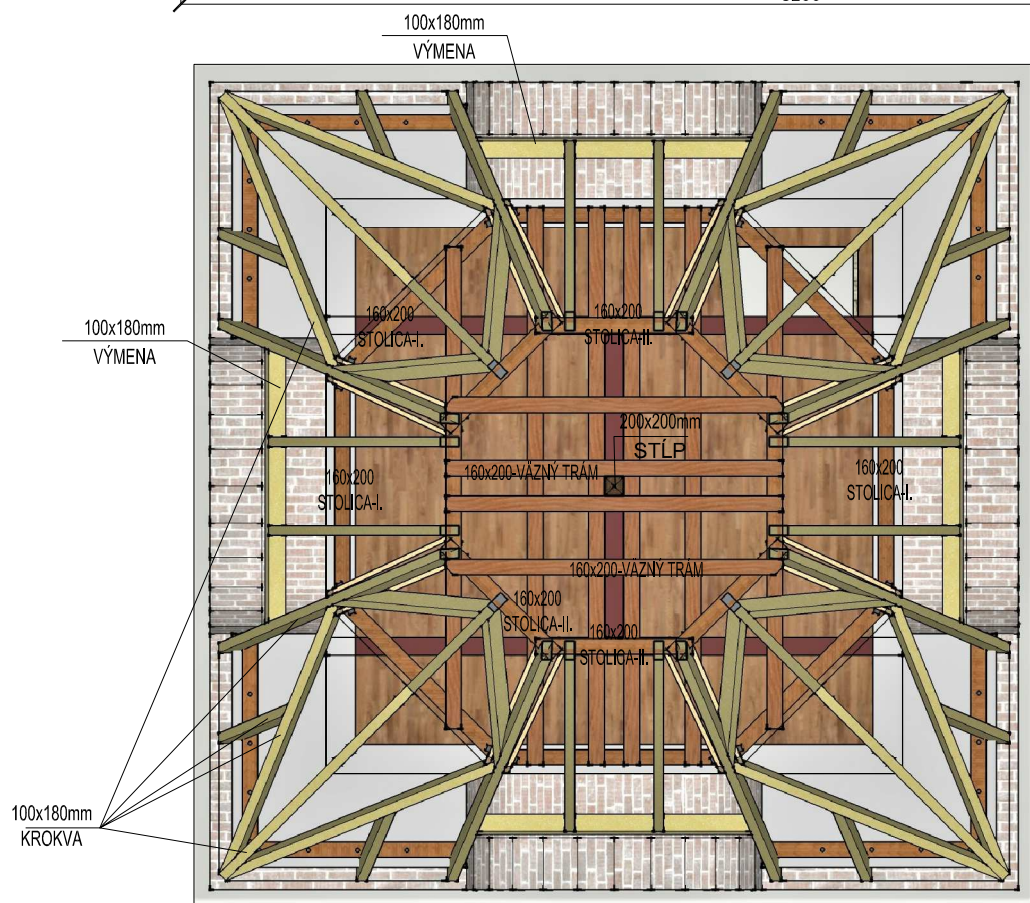 100x180mm
VÝMENA
160x200
STOLICA-I.
160x200
STOLICA-II.
100x180mm
VÝMENA
200x200mm
STĹP
160x200-VÄZNÝ TRÁM
160x200
STOLICA-I.
160x200
STOLICA-I.
160x200-VÄZNÝ TRÁM
160x200
STOLICA-II.
160x200
STOLICA-II.
100x180mm
KROKVA